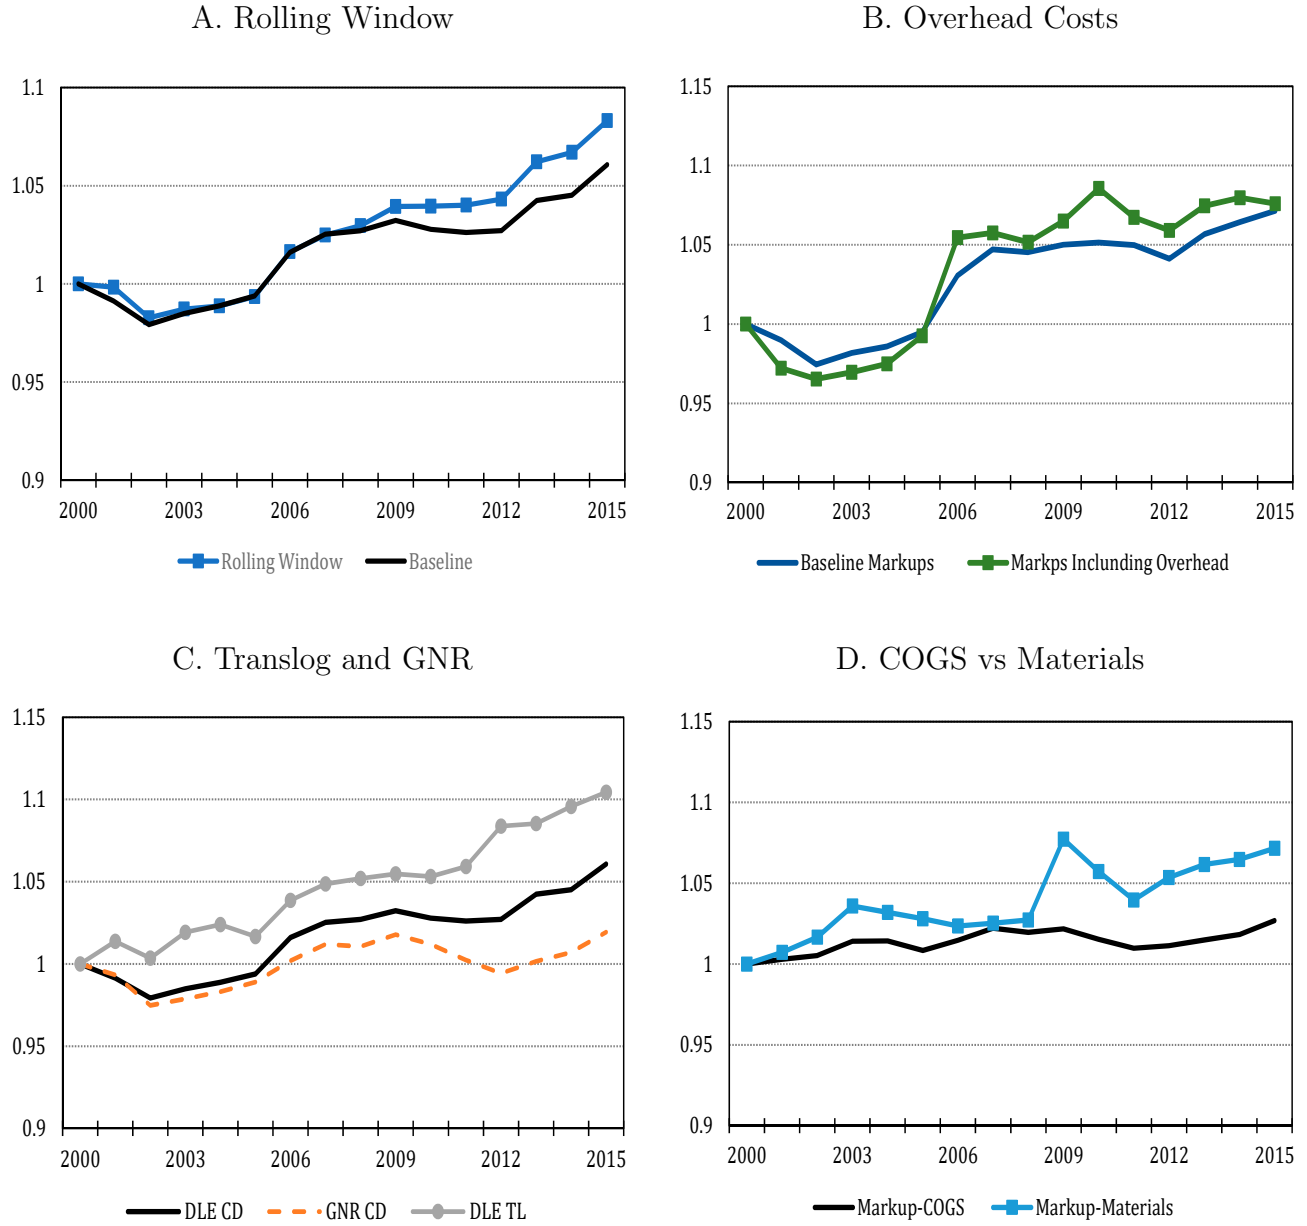 A. Rolling Window
1.1
1.05
1
0.95
0.9
2000 2003 2006 2009 2012 2015
Rolling Window Baseline
B. Overhead Costs
1.15
1.1
1.05
1
0.95
0.9
2000 2003 2006 2009 2012 2015
Baseline Markups Markps Inclunding Overhead
C. Translog and GNR
1.15
1.1
1.05
1
0.95
0.9
2000 2003 2006 2009 2012 2015
DLE CD GNR CD DLE TL
D. COGS vs Materials
1.15
1.1
1.05
1
0.95
0.9
2000 2003 2006 2009 2012 2015
Markup-COGS Markup-Materials